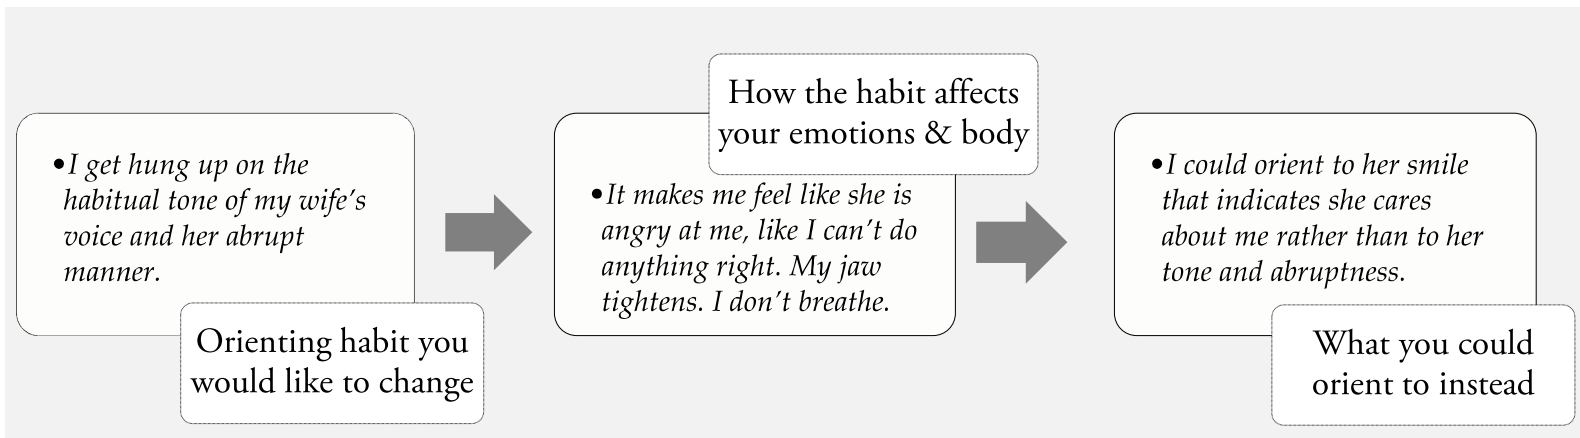 •I get hung up on the
habitual tone of my wife’s
voice and her abrupt
manner.
Orienting habit you
would like to change
How the habit affects
your emotions & body
•It makes me feel like she is
angry at me, like I can’t do
anything right. My jaw
tightens. I don’t breathe.
•I could orient to her smile
that indicates she cares
about me rather than to her
tone and abruptness.
What you could
orient to instead